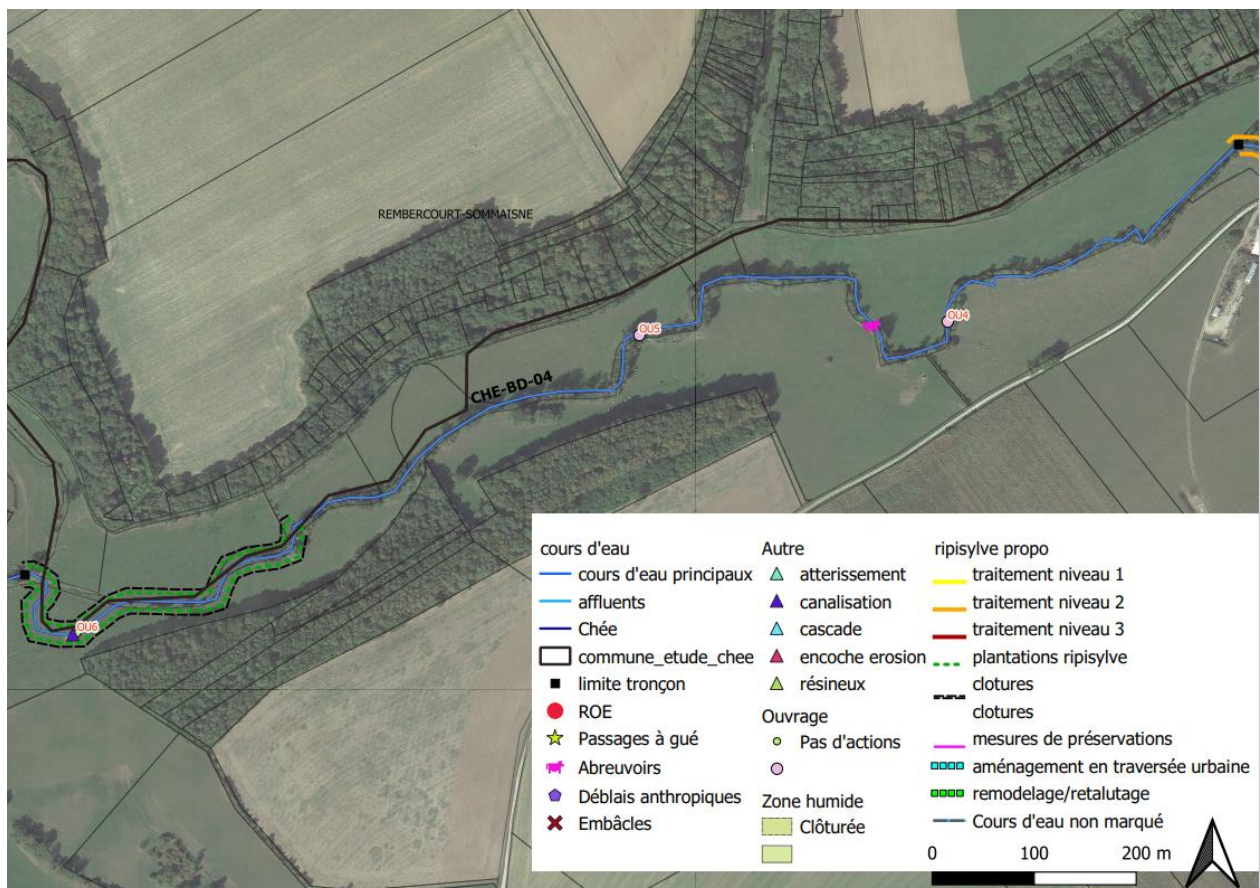 REMBERCOURT-SOMMAISNE
OU5
OU4
CHE-BD-04
OU6
cours d'eau
cours d'eau principaux
affluents
Chée
commune_etude_chee
limite tronçon
ROE
Passages à gué
Abreuvoirs
Déblais anthropiques
Embâcles
Autre
atterissement
canalisation
cascade
encoche erosion
résineux
Ouvrage
Pas d'actions
Zone humide
Clôturée
ripisylve propo
traitement niveau 1
traitement niveau 2
traitement niveau 3
plantations ripisylve
clotures
clotures
mesures de préservations
aménagement en traversée urbaine
remodelage/retalutage
Cours d'eau non marqué
0 100 200 m